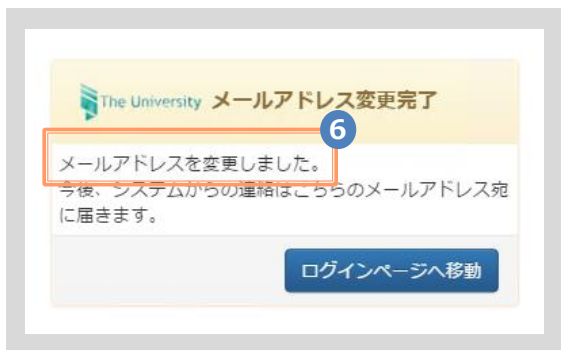 The University メールアドレス変更完了
6
メールアドレスを変更しました。
今後、システムからの連絡はこちらのメールアドレス宛
に届きます。
ログインページへ移動